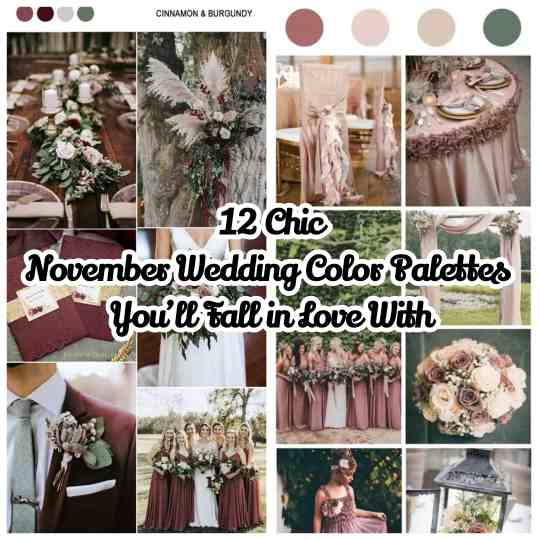 CINNAMON & BURGUNDY
12 Chic
November Wedding Color Palettes
You'll Fall in Love With